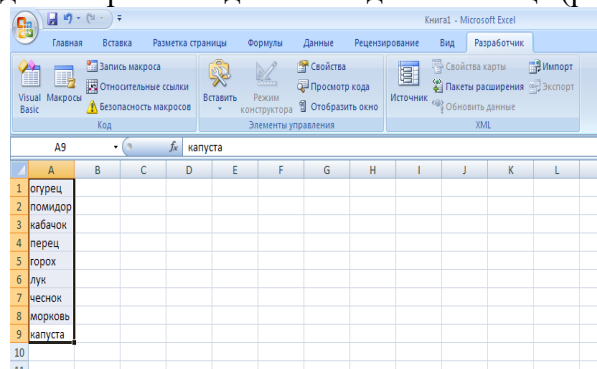 Книга1 - Microsoft Excel
Главная Вставка Разметка страницы Формулы Данные Рецензирование Вид Разработчик
Visual Basic
Макросы
Запись макроса
Относительные ссылки
Безопасность макросов
Код
Вставить
Режим конструктора
Свойства
Просмотр кода
Отобразить окно
Элементы управления
Источник
Свойства карты
Пакеты расширения
Обновить данные
Импорт
Экспорт
XML
A9 fx капуста
A B C D E F G H I J K L
1 огурец
2 помидор
3 кабачок
4 перец
5 горох
6 лук
7 чеснок
8 морковь
9 капуста
10